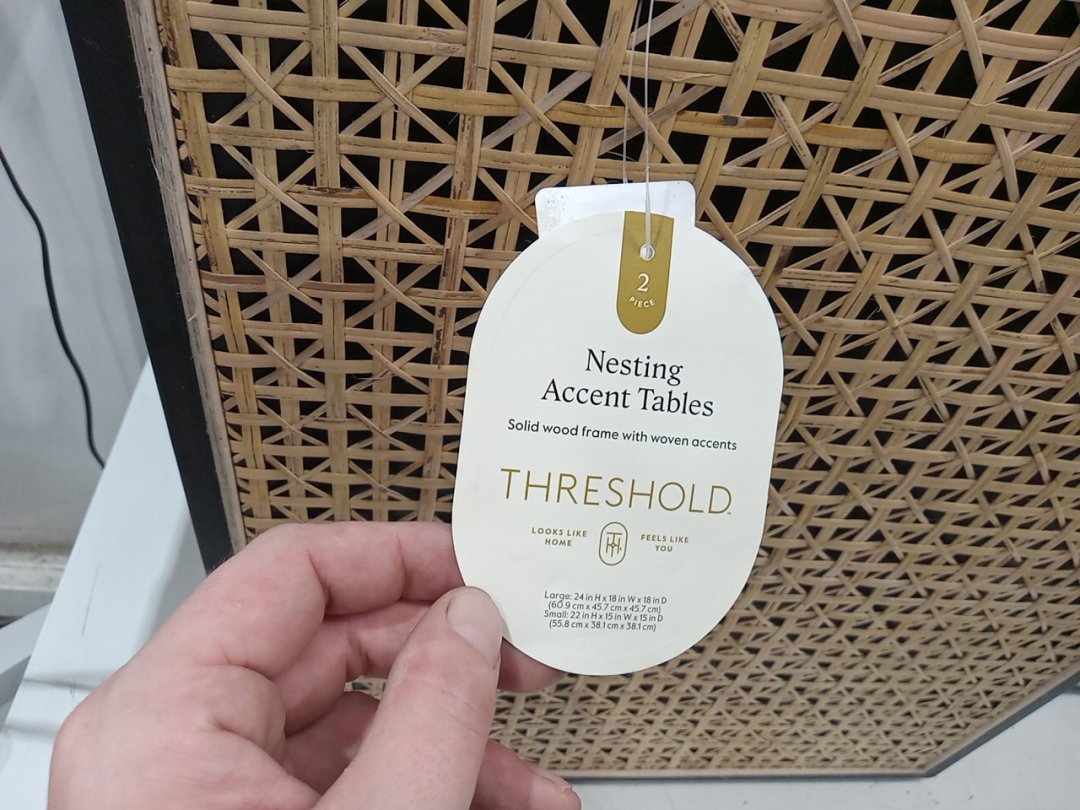 2
PIECE
Nesting
Accent Tables
Solid wood frame with woven accents
THRESHOLD™
LOOKS LIKE
HOME
FEELS LIKE
YOU
Large: 24 in H x 18 in W x 18 in D
(60.9 cm x 45.7 cm x 45.7 cm)
Small: 22 in H x 15 in W x 15 in D
(55.8 cm x 38.1 cm x 38.1 cm)